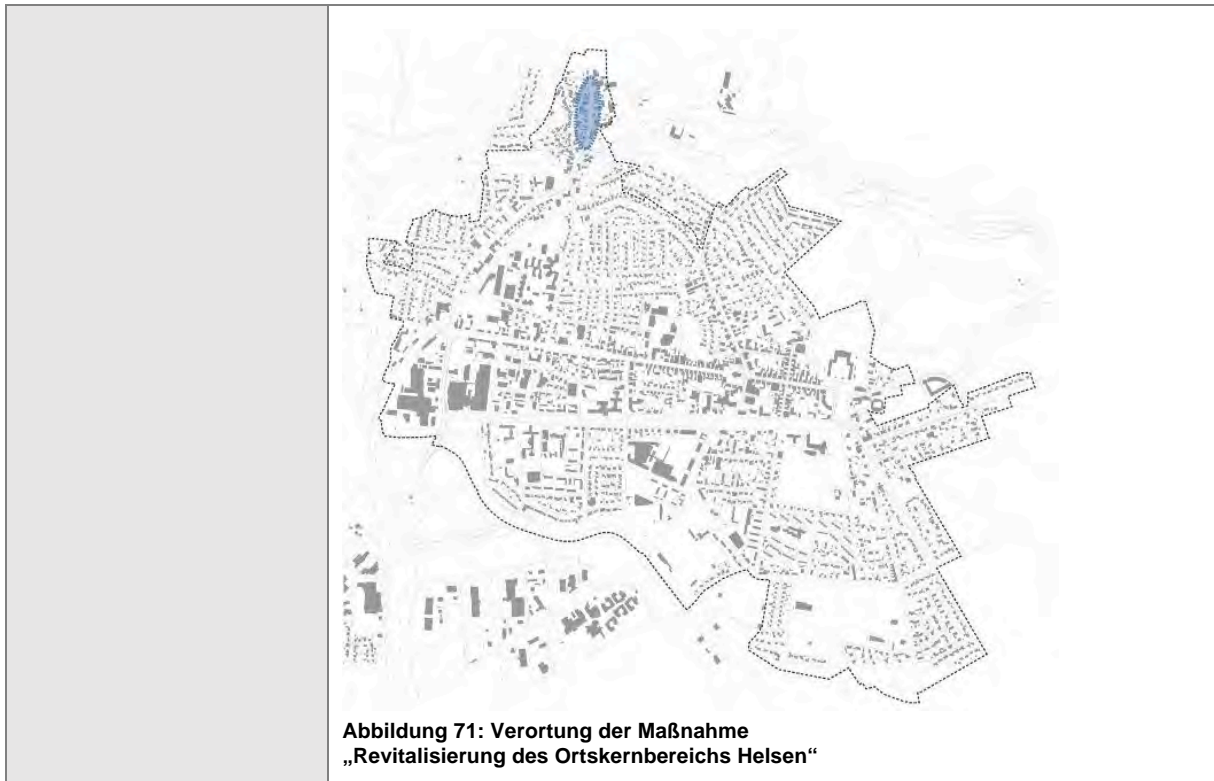 Abbildung 71: Verortung der Maßnahme
„Revitalisierung des Ortskernbereichs Helsen“